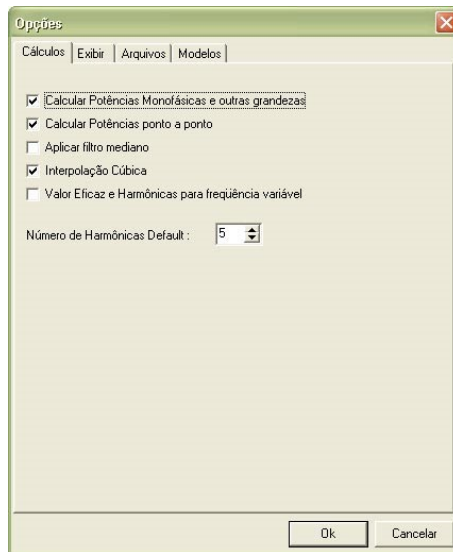 Opções
Cálculos Exibir Arquivos Modelos
Calcular Potências Monofásicas e outras grandezas
Calcular Potências ponto a ponto
Aplicar filtro mediano
Interpolação Cúbica
Valor Eficaz e Harmônicas para freqüência variável
Número de Harmônicas Default : 5
Ok Cancelar